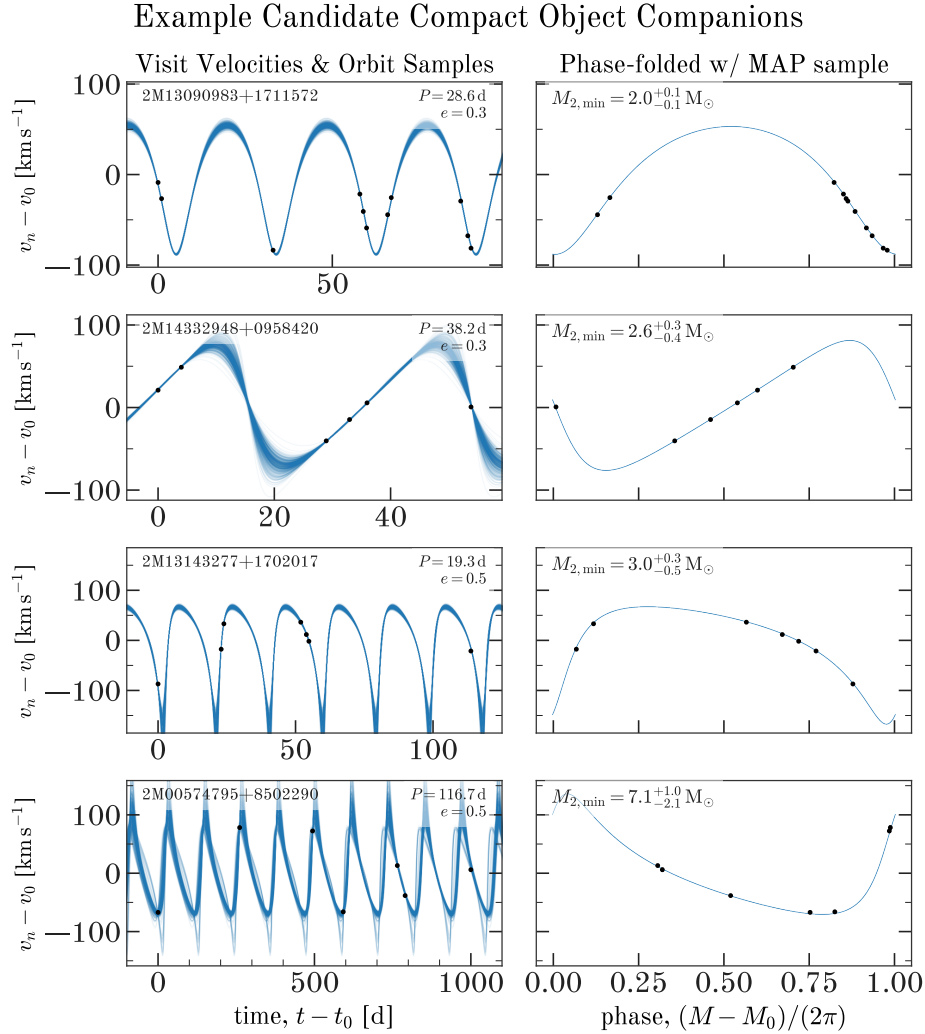 Example Candidate Compact Object Companions
Visit Velocities & Orbit Samples
Phase-folded w/ MAP sample
2M13090983+1711572
P = 28.6 d
e = 0.3
M₂,min = 2.0 +0.1 −0.1 M⊙
100
0
−100
vₙ − v₀ [km s⁻¹]
0 50
2M14332948+0958420
P = 38.2 d
e = 0.3
M₂,min = 2.6 +0.3 −0.4 M⊙
100
0
−100
vₙ − v₀ [km s⁻¹]
0 20 40
2M13143277+1702017
P = 19.3 d
e = 0.5
M₂,min = 3.0 +0.3 −0.5 M⊙
100
0
−100
vₙ − v₀ [km s⁻¹]
0 50 100
2M00574795+8502290
P = 116.7 d
e = 0.5
M₂,min = 7.1 +1.0 −2.1 M⊙
100
0
−100
vₙ − v₀ [km s⁻¹]
0 500 1000
0.00 0.25 0.50 0.75 1.00
time, t − t₀ [d]
phase, (M − M₀)/(2π)